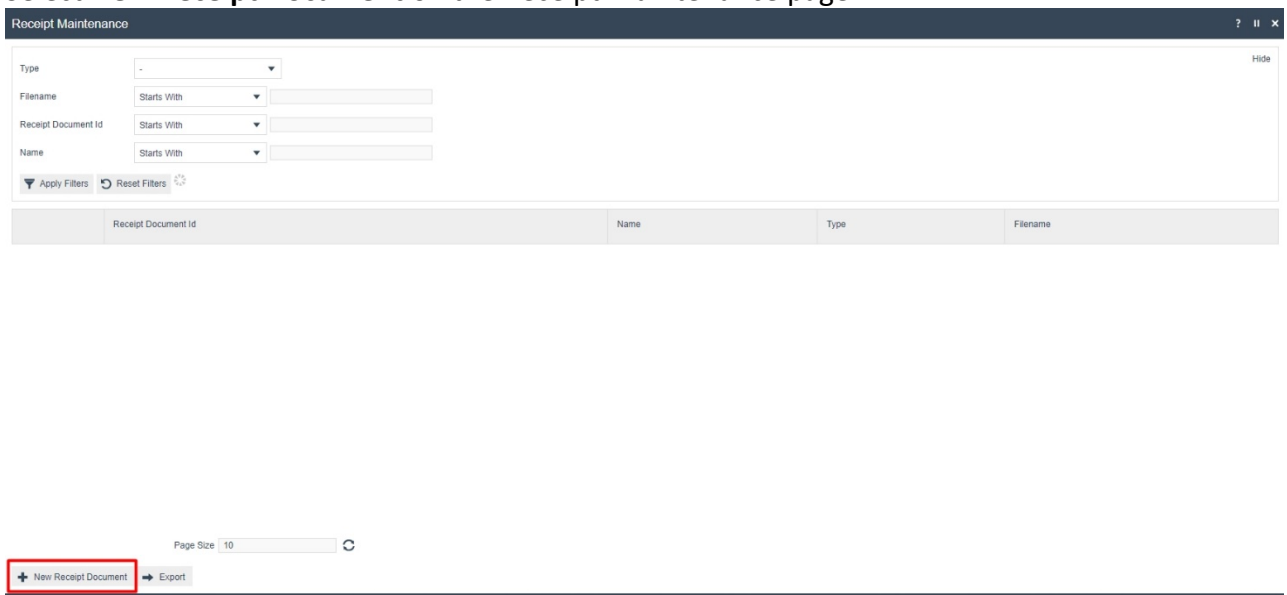 Receipt Maintenance ? II ×
Hide
Type -
Filename Starts With
Receipt Document Id Starts With
Name Starts With
Apply Filters Reset Filters
Receipt Document Id Name Type Filename
Page Size 10
New Receipt Document Export